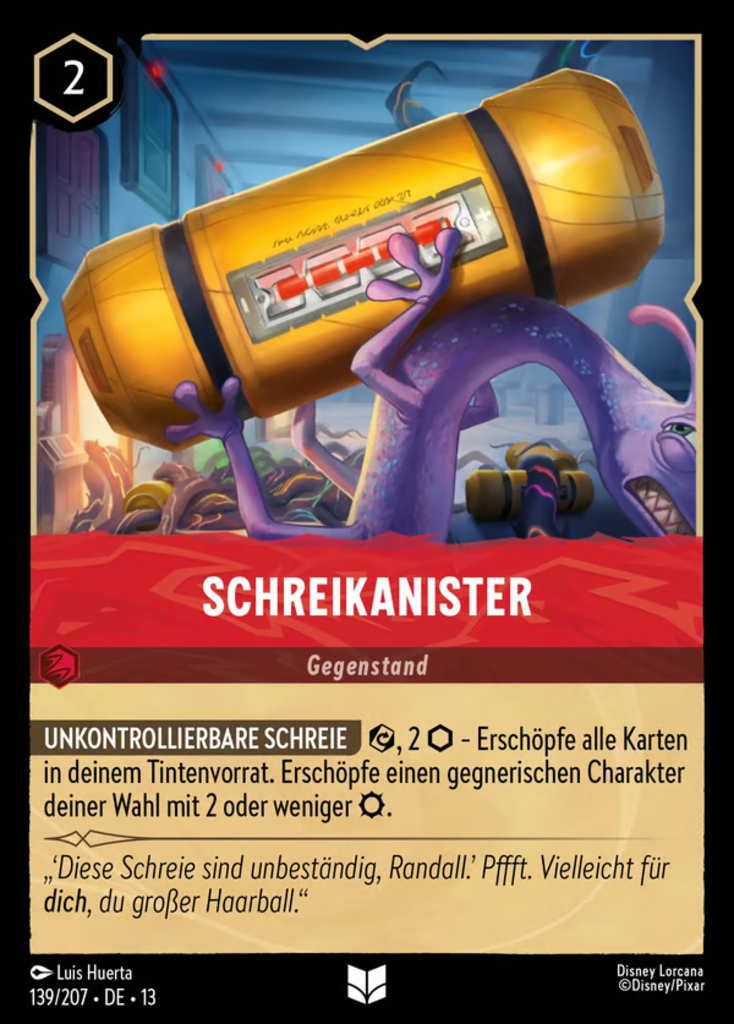 2
SCHREIKANISTER
Gegenstand
UNKONTROLLIERBARE SCHREIE , 2 - Erschöpfe alle Karten
in deinem Tintenvorrat. Erschöpfe einen gegnerischen Charakter
deiner Wahl mit 2 oder weniger .
„‘Diese Schreie sind unbeständig, Randall.’ Pffft. Vielleicht für
dich, du großer Haarball.“
Luis Huerta
139/207 • DE • 13
Disney Lorcana
©Disney/Pixar